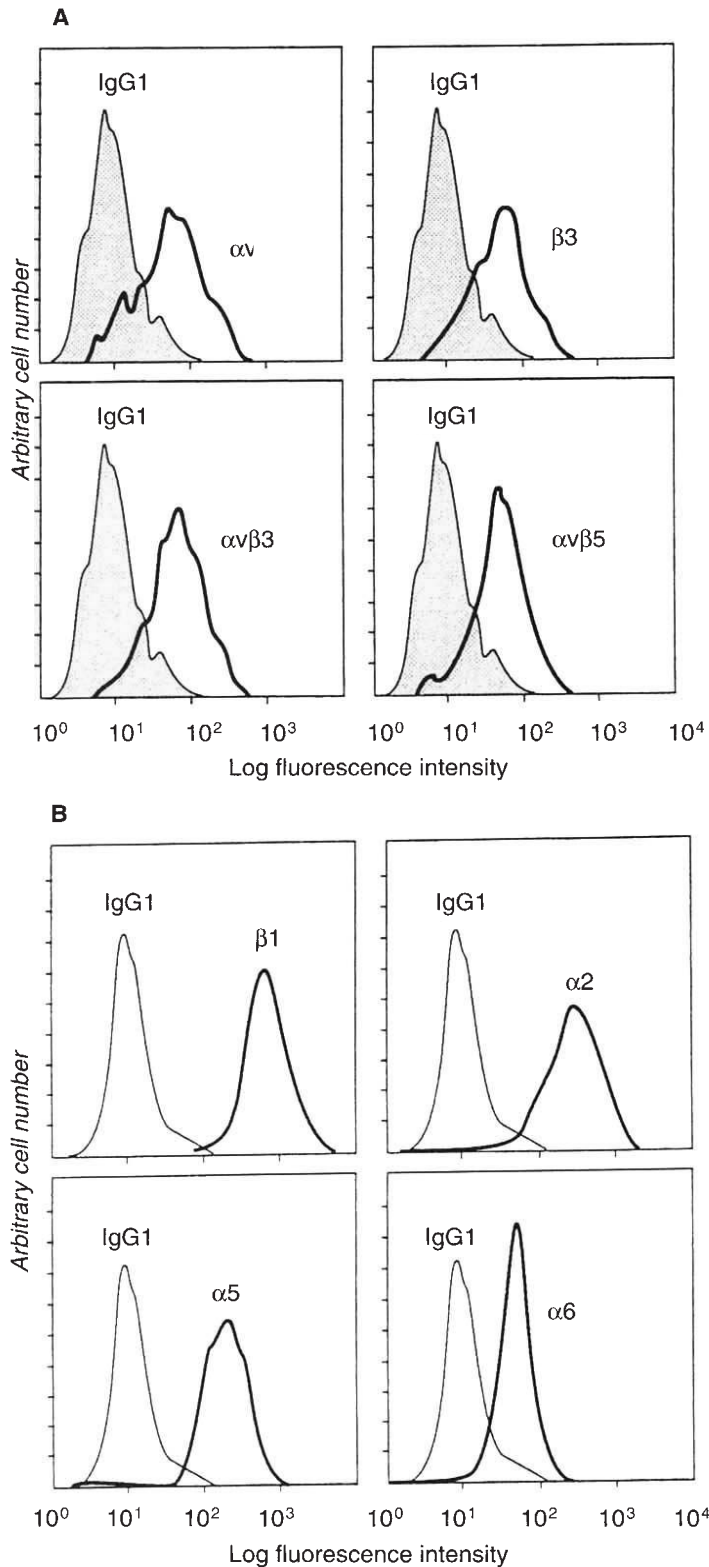 A
IgG1
αv
IgG1
β3
IgG1
αvβ3
IgG1
αvβ5
Arbitrary cell number
10⁰ 10¹ 10² 10³
10⁰ 10¹ 10² 10³ 10⁴
Log fluorescence intensity
B
IgG1
β1
IgG1
α2
IgG1
α5
IgG1
α6
Arbitrary cell number
10⁰ 10¹ 10² 10³
10⁰ 10¹ 10² 10³ 10⁴
Log fluorescence intensity